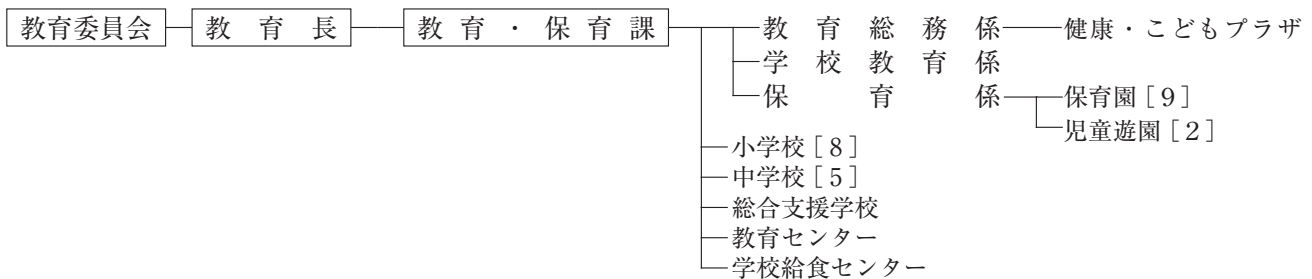 教育委員会 教育長 教育・保育課 教育総務係 健康・こどもプラザ
学校教育係
保育係 保育園［9］
児童遊園［2］
小学校［8］
中学校［5］
総合支援学校
教育センター
学校給食センター